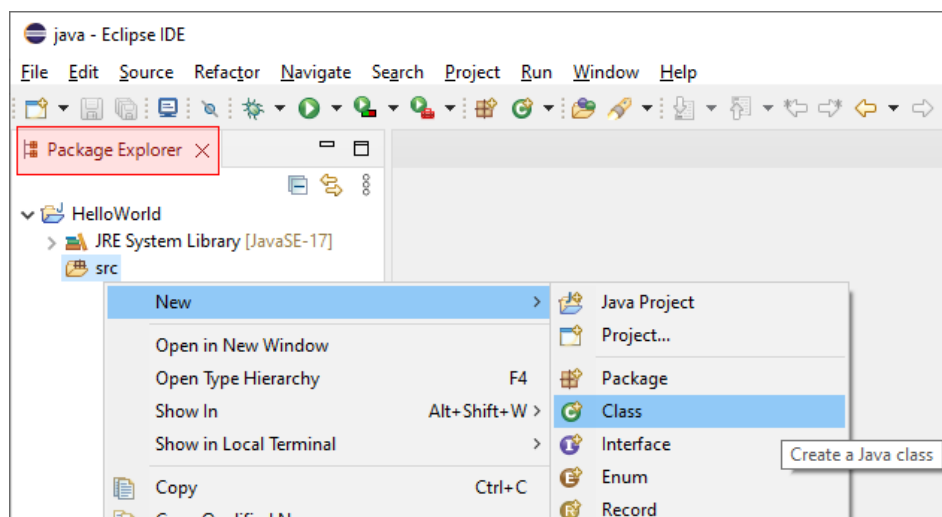 java - Eclipse IDE
File Edit Source Refactor Navigate Search Project Run Window Help
Package Explorer
HelloWorld
JRE System Library [JavaSE-17]
src
New
Open in New Window
Open Type Hierarchy F4
Show In Alt+Shift+W >
Show in Local Terminal
Copy Ctrl+C
Java Project
Project...
Package
Class
Interface
Create a Java class
Enum
Record